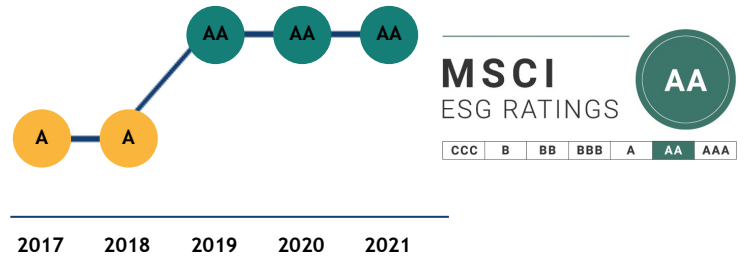 AA AA AA
A A
2017 2018 2019 2020 2021
MSCI
ESG RATINGS
AA
CCC B BB BBB A AA AAA